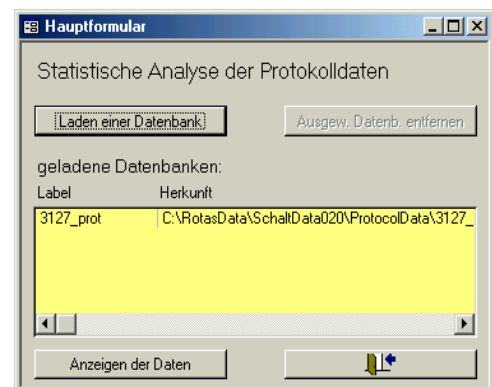 Hauptformular
Statistische Analyse der Protokolldaten
Laden einer Datenbank
Ausgew. Datenb. entfernen
geladene Datenbanken:
Label Herkunft
3127_prot C:\RotasData\SchaltData020\ProtocolData\3127_
Anzeigen der Daten